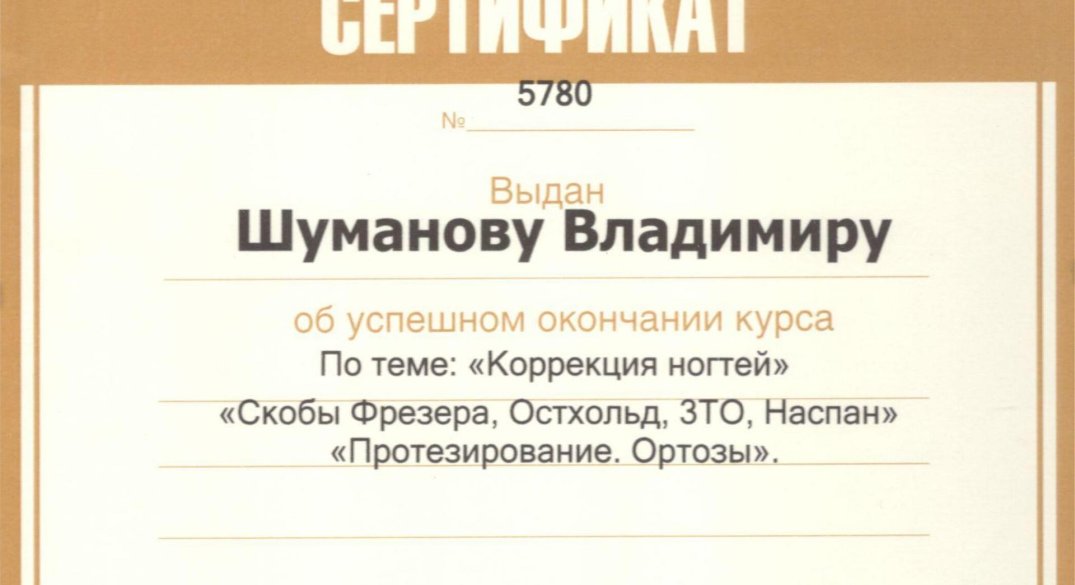 СЕРТИФИКАТ
5780
№
Выдан
Шуманову Владимиру
об успешном окончании курса
По теме: «Коррекция ногтей»
«Скобы Фрезера, Остхольд, ЗТО, Наспан»
«Протезирование. Ортозы».